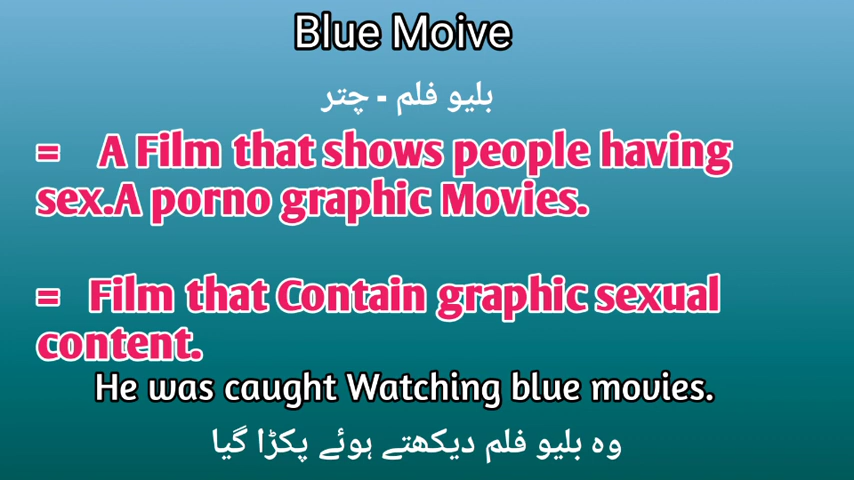 Blue Moive
بلیو فلم - چتر
= A Film that shows people having
sex.A porno graphic Movies.
= Film that Contain graphic sexual
content.
He was caught Watching blue movies.
وہ بلیو فلم دیکھتے ہوئے پکڑا گیا